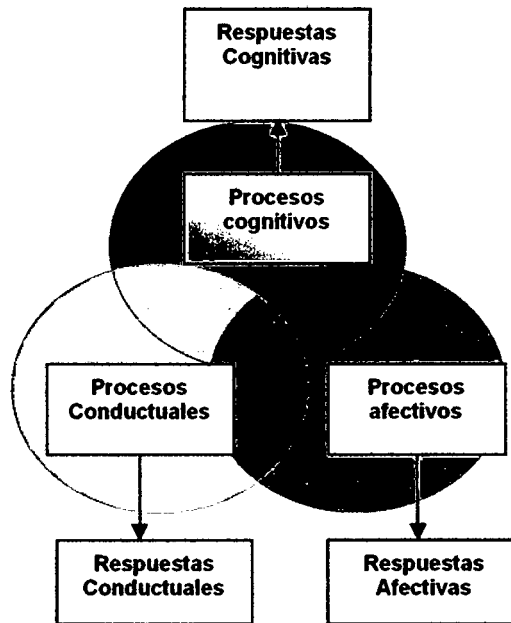 Respuestas
Cognitivas
Procesos
cognitivos
Procesos
Conductuales
Procesos
afectivos
Respuestas
Conductuales
Respuestas
Afectivas